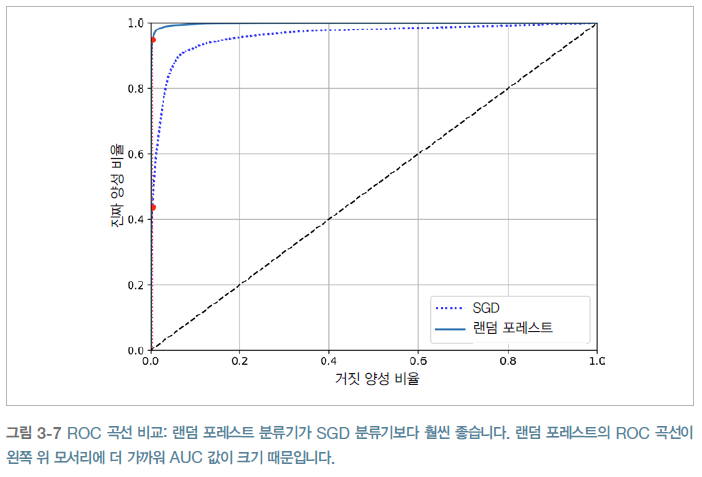 1.0
0.8
0.6
0.4
0.2
0.0
진짜 양성 비율
SGD
랜덤 포레스트
0.0 0.2 0.4 0.6 0.8 1.0
거짓 양성 비율
그림 3-7 ROC 곡선 비교: 랜덤 포레스트 분류기가 SGD 분류기보다 훨씬 좋습니다. 랜덤 포레스트의 ROC 곡선이
왼쪽 위 모서리에 더 가까워 AUC 값이 크기 때문입니다.